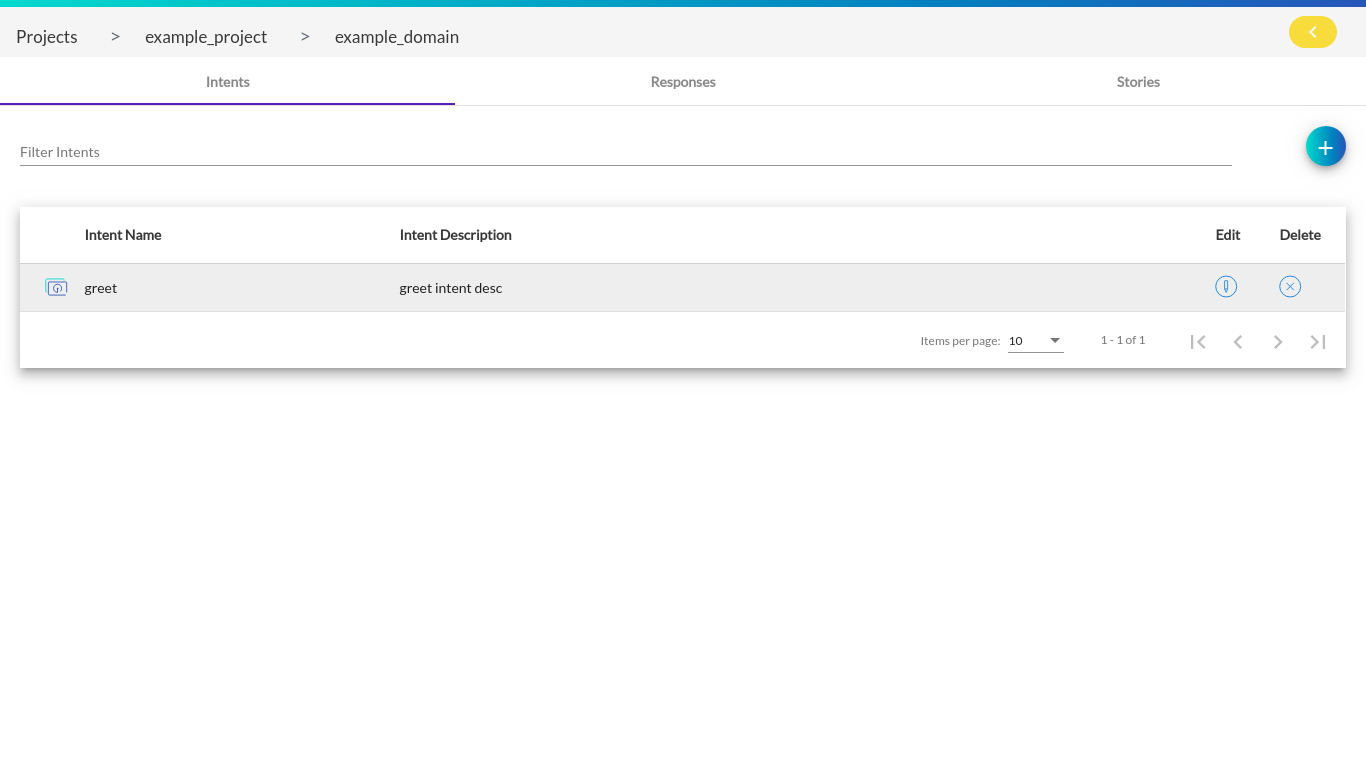 Projects > example_project > example_domain
Intents Responses Stories
Filter Intents
+
Intent Name Intent Description Edit Delete
greet greet intent desc
Items per page: 10 1 - 1 of 1